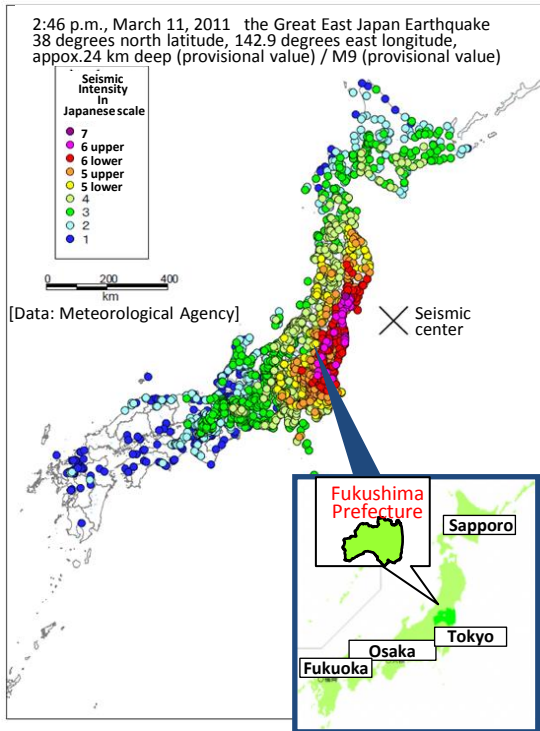 2:46 p.m., March 11, 2011 the Great East Japan Earthquake
38 degrees north latitude, 142.9 degrees east longitude,
appox.24 km deep (provisional value) / M9 (provisional value)
Seismic
Intensity
In
Japanese scale
7
6 upper
6 lower
5 upper
5 lower
4
3
2
1
0 200 400
km
[Data: Meteorological Agency]
Seismic
center
Fukushima
Prefecture
Sapporo
Tokyo
Osaka
Fukuoka